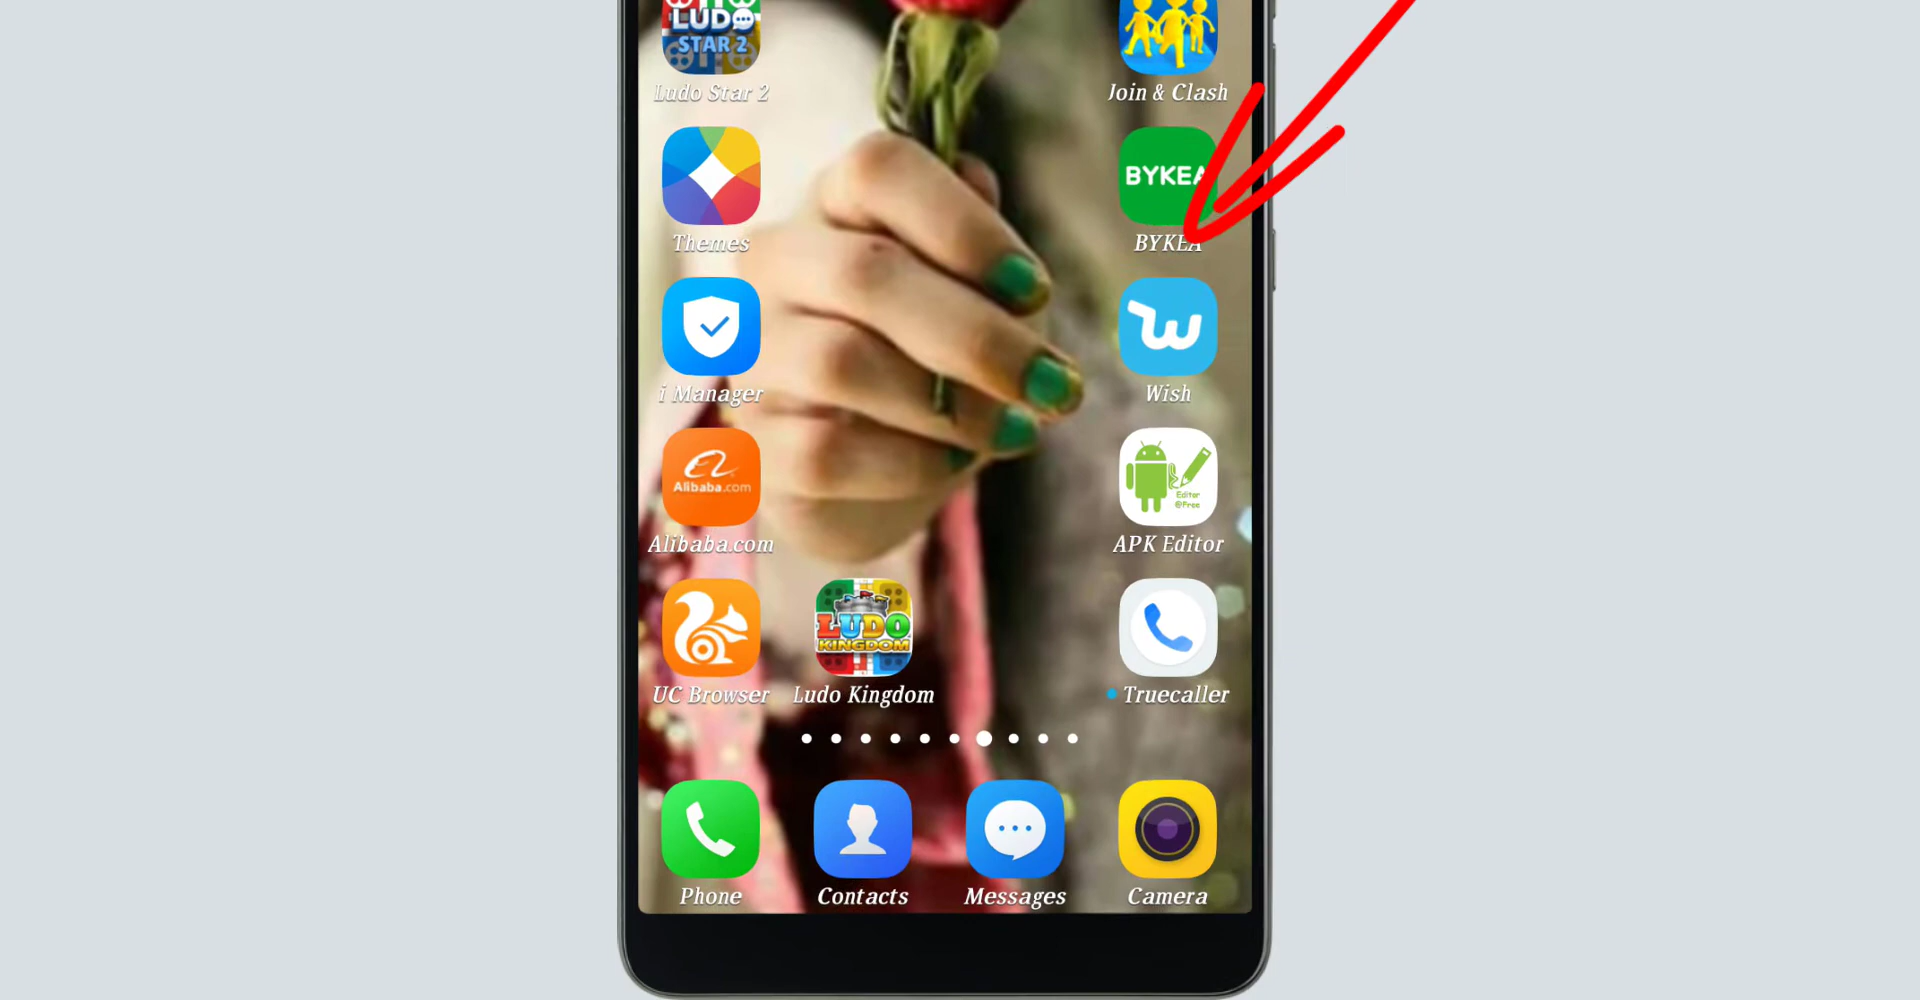 LUDO
STAR 2
Ludo Star 2
Join & Clash
Themes
BYKEA
BYKEA
i Manager
Wish
Alibaba.com
Alibaba.com
Editor
@Free
APK Editor
UC Browser
LUDO
KINGDOM
Ludo Kingdom
Truecaller
Phone
Contacts
Messages
Camera